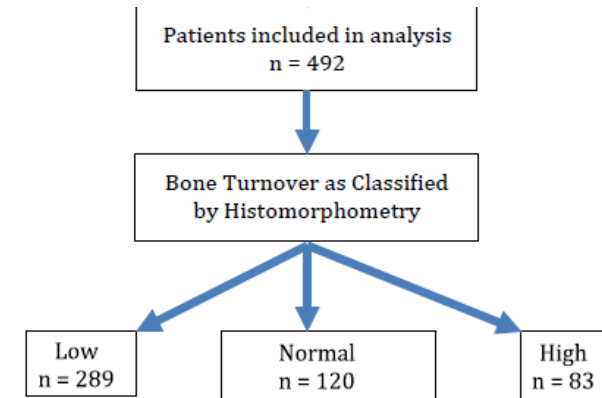 Patients included in analysis
n = 492
Bone Turnover as Classified
by Histomorphometry
Low
n = 289
Normal
n = 120
High
n = 83